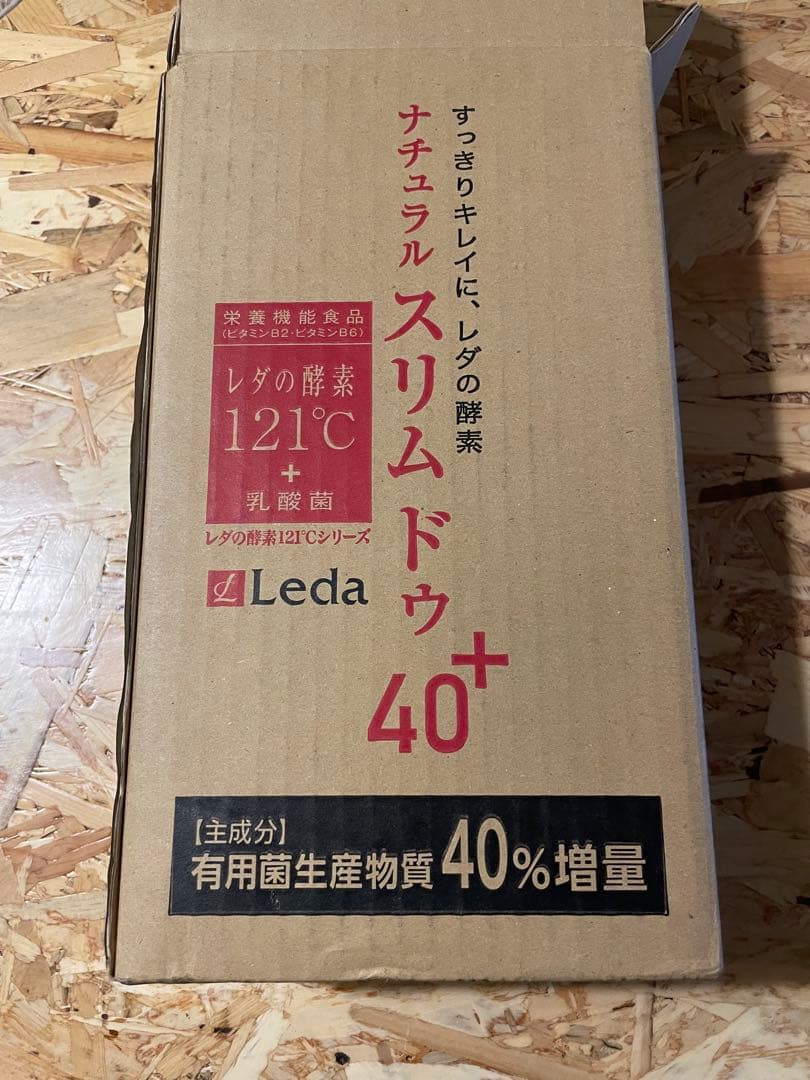 すっきりキレイに、レダの酵素
ナチュラル スリム ドゥ
40+
栄養機能食品
(ビタミンB2・ビタミンB6)
レダの酵素
121℃
+
乳酸菌
レダの酵素121℃シリーズ
Leda
【主成分】
有用菌生産物質40%増量